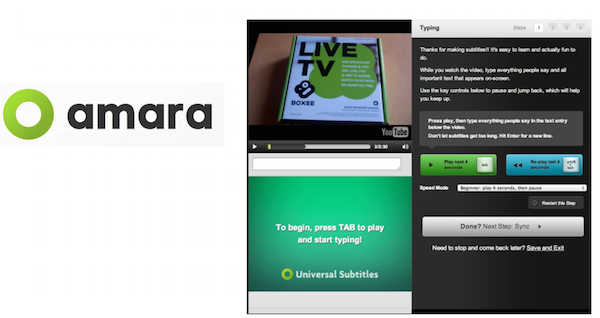 amara
LIVE
TV
BOXEE
YouTube
3/2:36
To begin, press TAB to play
and start typing!
Universal Subtitles
Typing
Steps 1 2 3 4
Thanks for making subtitles!! It's easy to learn and actually fun to
do.
While you watch the video, type everything people say and all
important text that appears on-screen.
Use the key controls below to pause and jump back, which will
help you keep up.
Press play, then type everything people say in the text entry
below the video.
Don't let subtitles get too long. Hit Enter for a new line.
Play next 4
seconds
tab
Re-play last 4
seconds
Speed Mode
Beginner: play 4 seconds, then pause
Restart this Step
Done? Next Step: Sync
Need to stop and come back later? Save and Exit